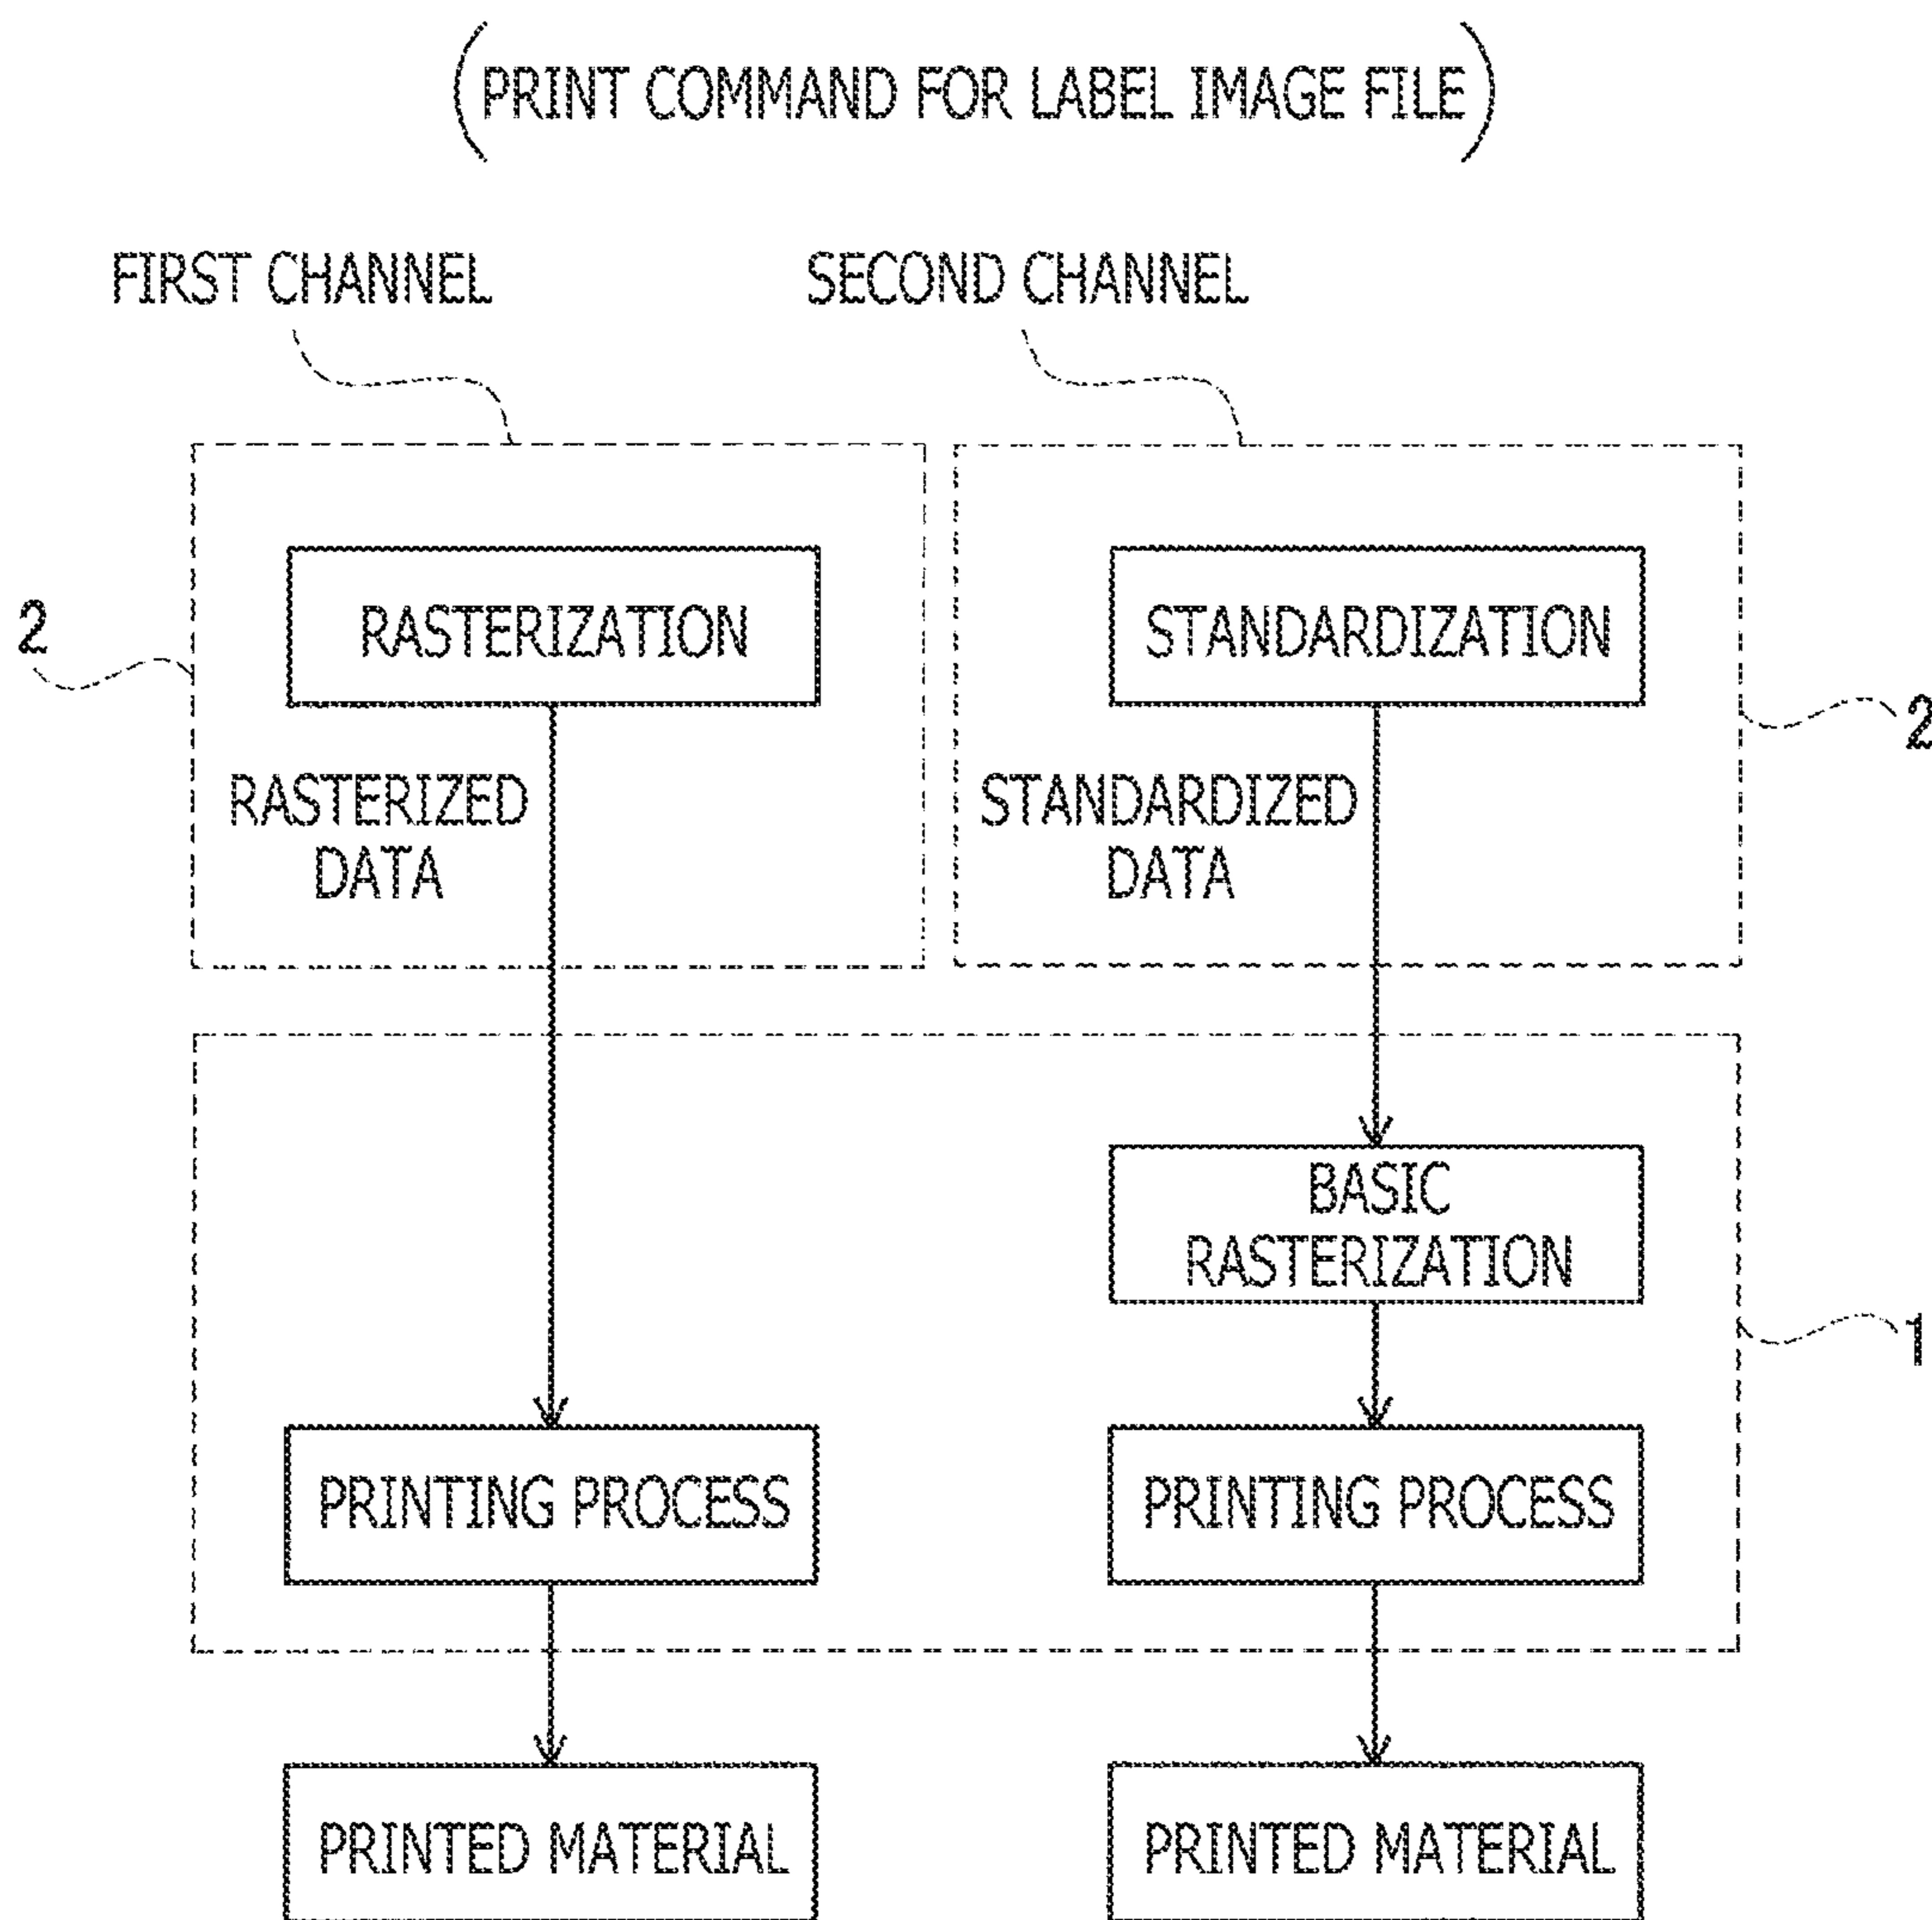 (PRINT COMMAND FOR LABEL IMAGE FILE)
FIRST CHANNEL
SECOND CHANNEL
RASTERIZATION
STANDARDIZATION
2
2
RASTERIZED
DATA
STANDARDIZED
DATA
BASIC
RASTERIZATION
1
PRINTING PROCESS
PRINTING PROCESS
PRINTED MATERIAL
PRINTED MATERIAL